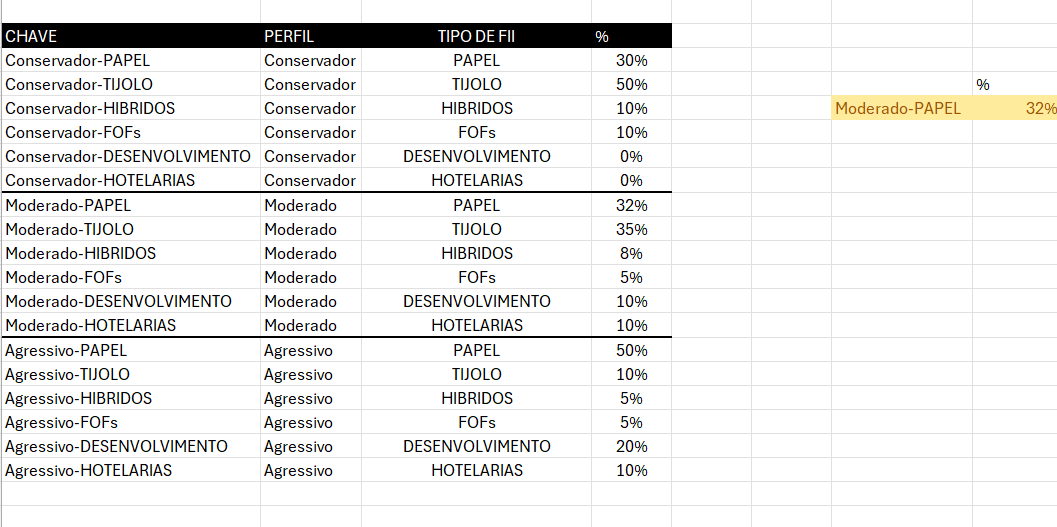 CHAVE PERFIL TIPO DE FII %
Conservador-PAPEL Conservador PAPEL 30%
Conservador-TIJOLO Conservador TIJOLO 50% %
Conservador-HIBRIDOS Conservador HIBRIDOS 10% Moderado-PAPEL 32%
Conservador-FOFs Conservador FOFs 10%
Conservador-DESENVOLVIMENTO Conservador DESENVOLVIMENTO 0%
Conservador-HOTELARIAS Conservador HOTELARIAS 0%
Moderado-PAPEL Moderado PAPEL 32%
Moderado-TIJOLO Moderado TIJOLO 35%
Moderado-HIBRIDOS Moderado HIBRIDOS 8%
Moderado-FOFs Moderado FOFs 5%
Moderado-DESENVOLVIMENTO Moderado DESENVOLVIMENTO 10%
Moderado-HOTELARIAS Moderado HOTELARIAS 10%
Agressivo-PAPEL Agressivo PAPEL 50%
Agressivo-TIJOLO Agressivo TIJOLO 10%
Agressivo-HIBRIDOS Agressivo HIBRIDOS 5%
Agressivo-FOFs Agressivo FOFs 5%
Agressivo-DESENVOLVIMENTO Agressivo DESENVOLVIMENTO 20%
Agressivo-HOTELARIAS Agressivo HOTELARIAS 10%